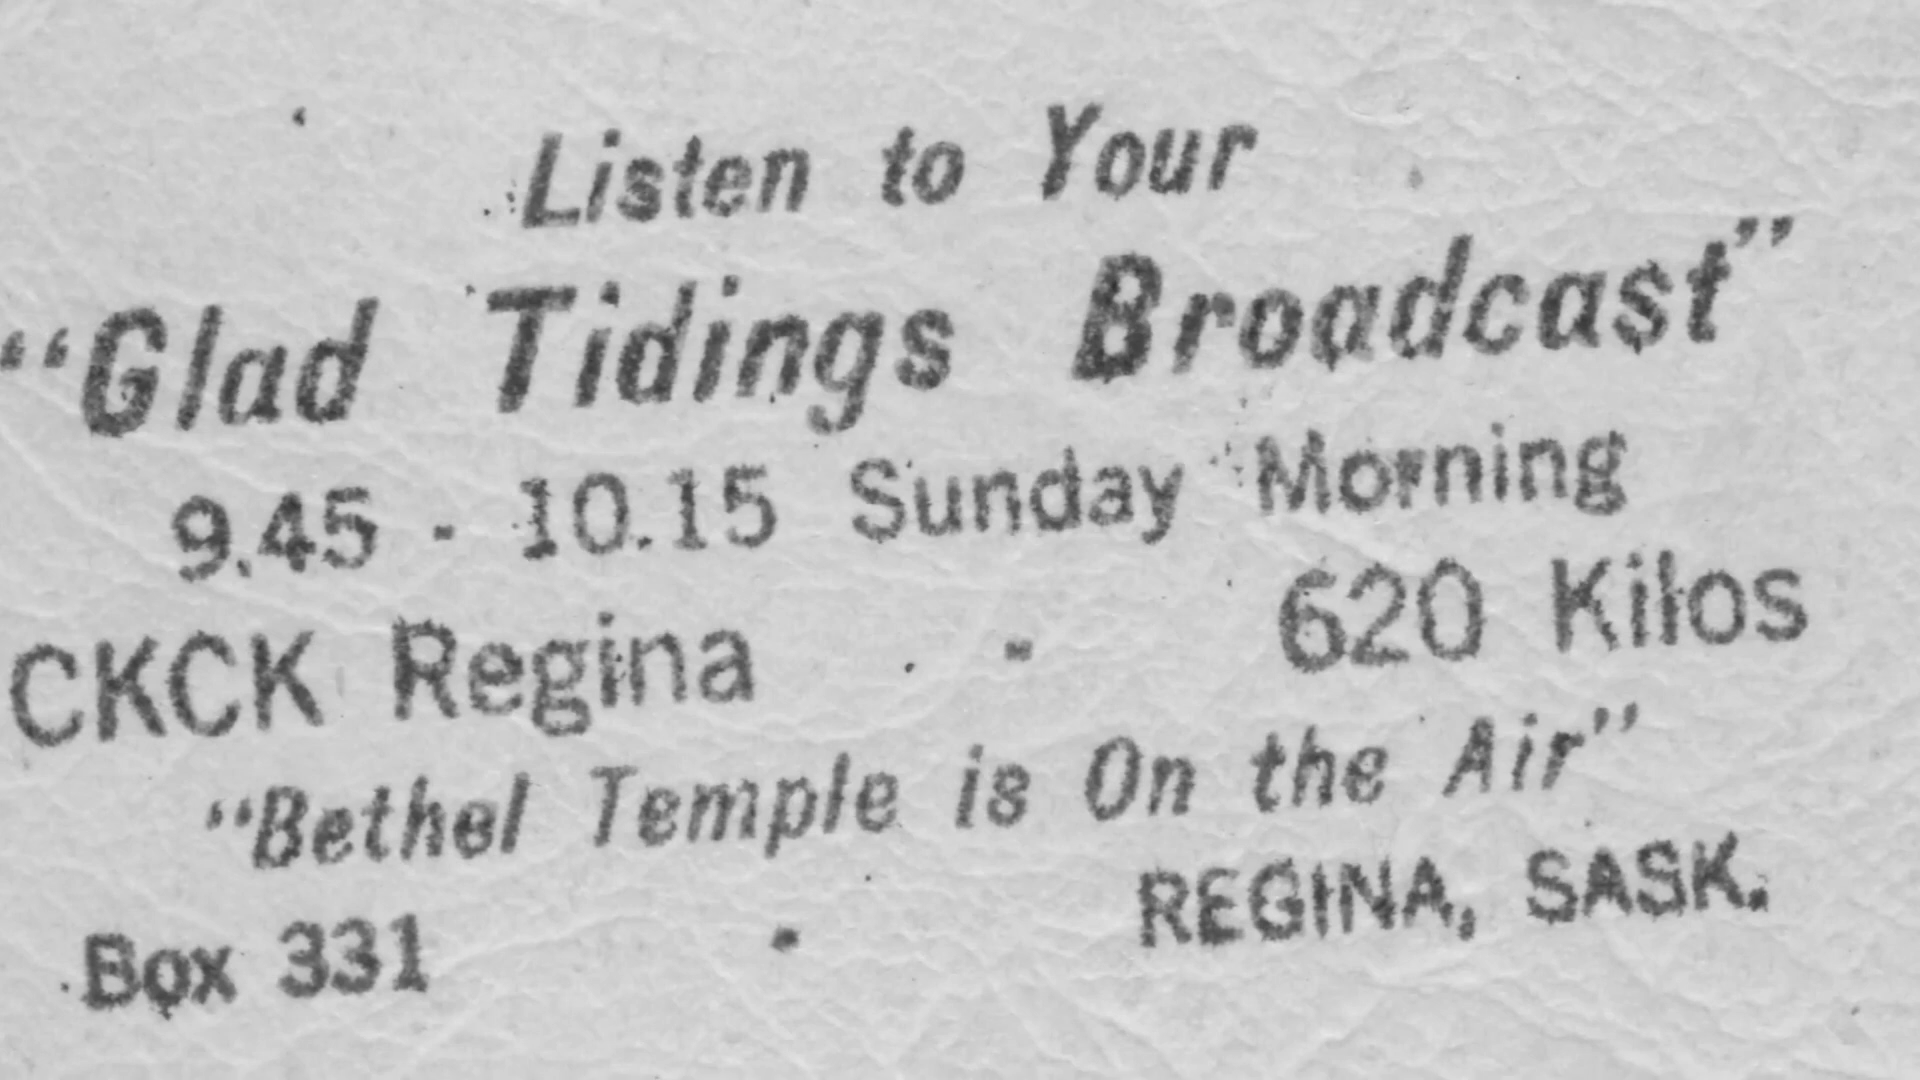 Listen to Your
“Glad Tidings Broadcast”
9.45 - 10.15 Sunday Morning
CKCK Regina - 620 Kilos
“Bethel Temple is On the Air”
Box 331 - REGINA, SASK.